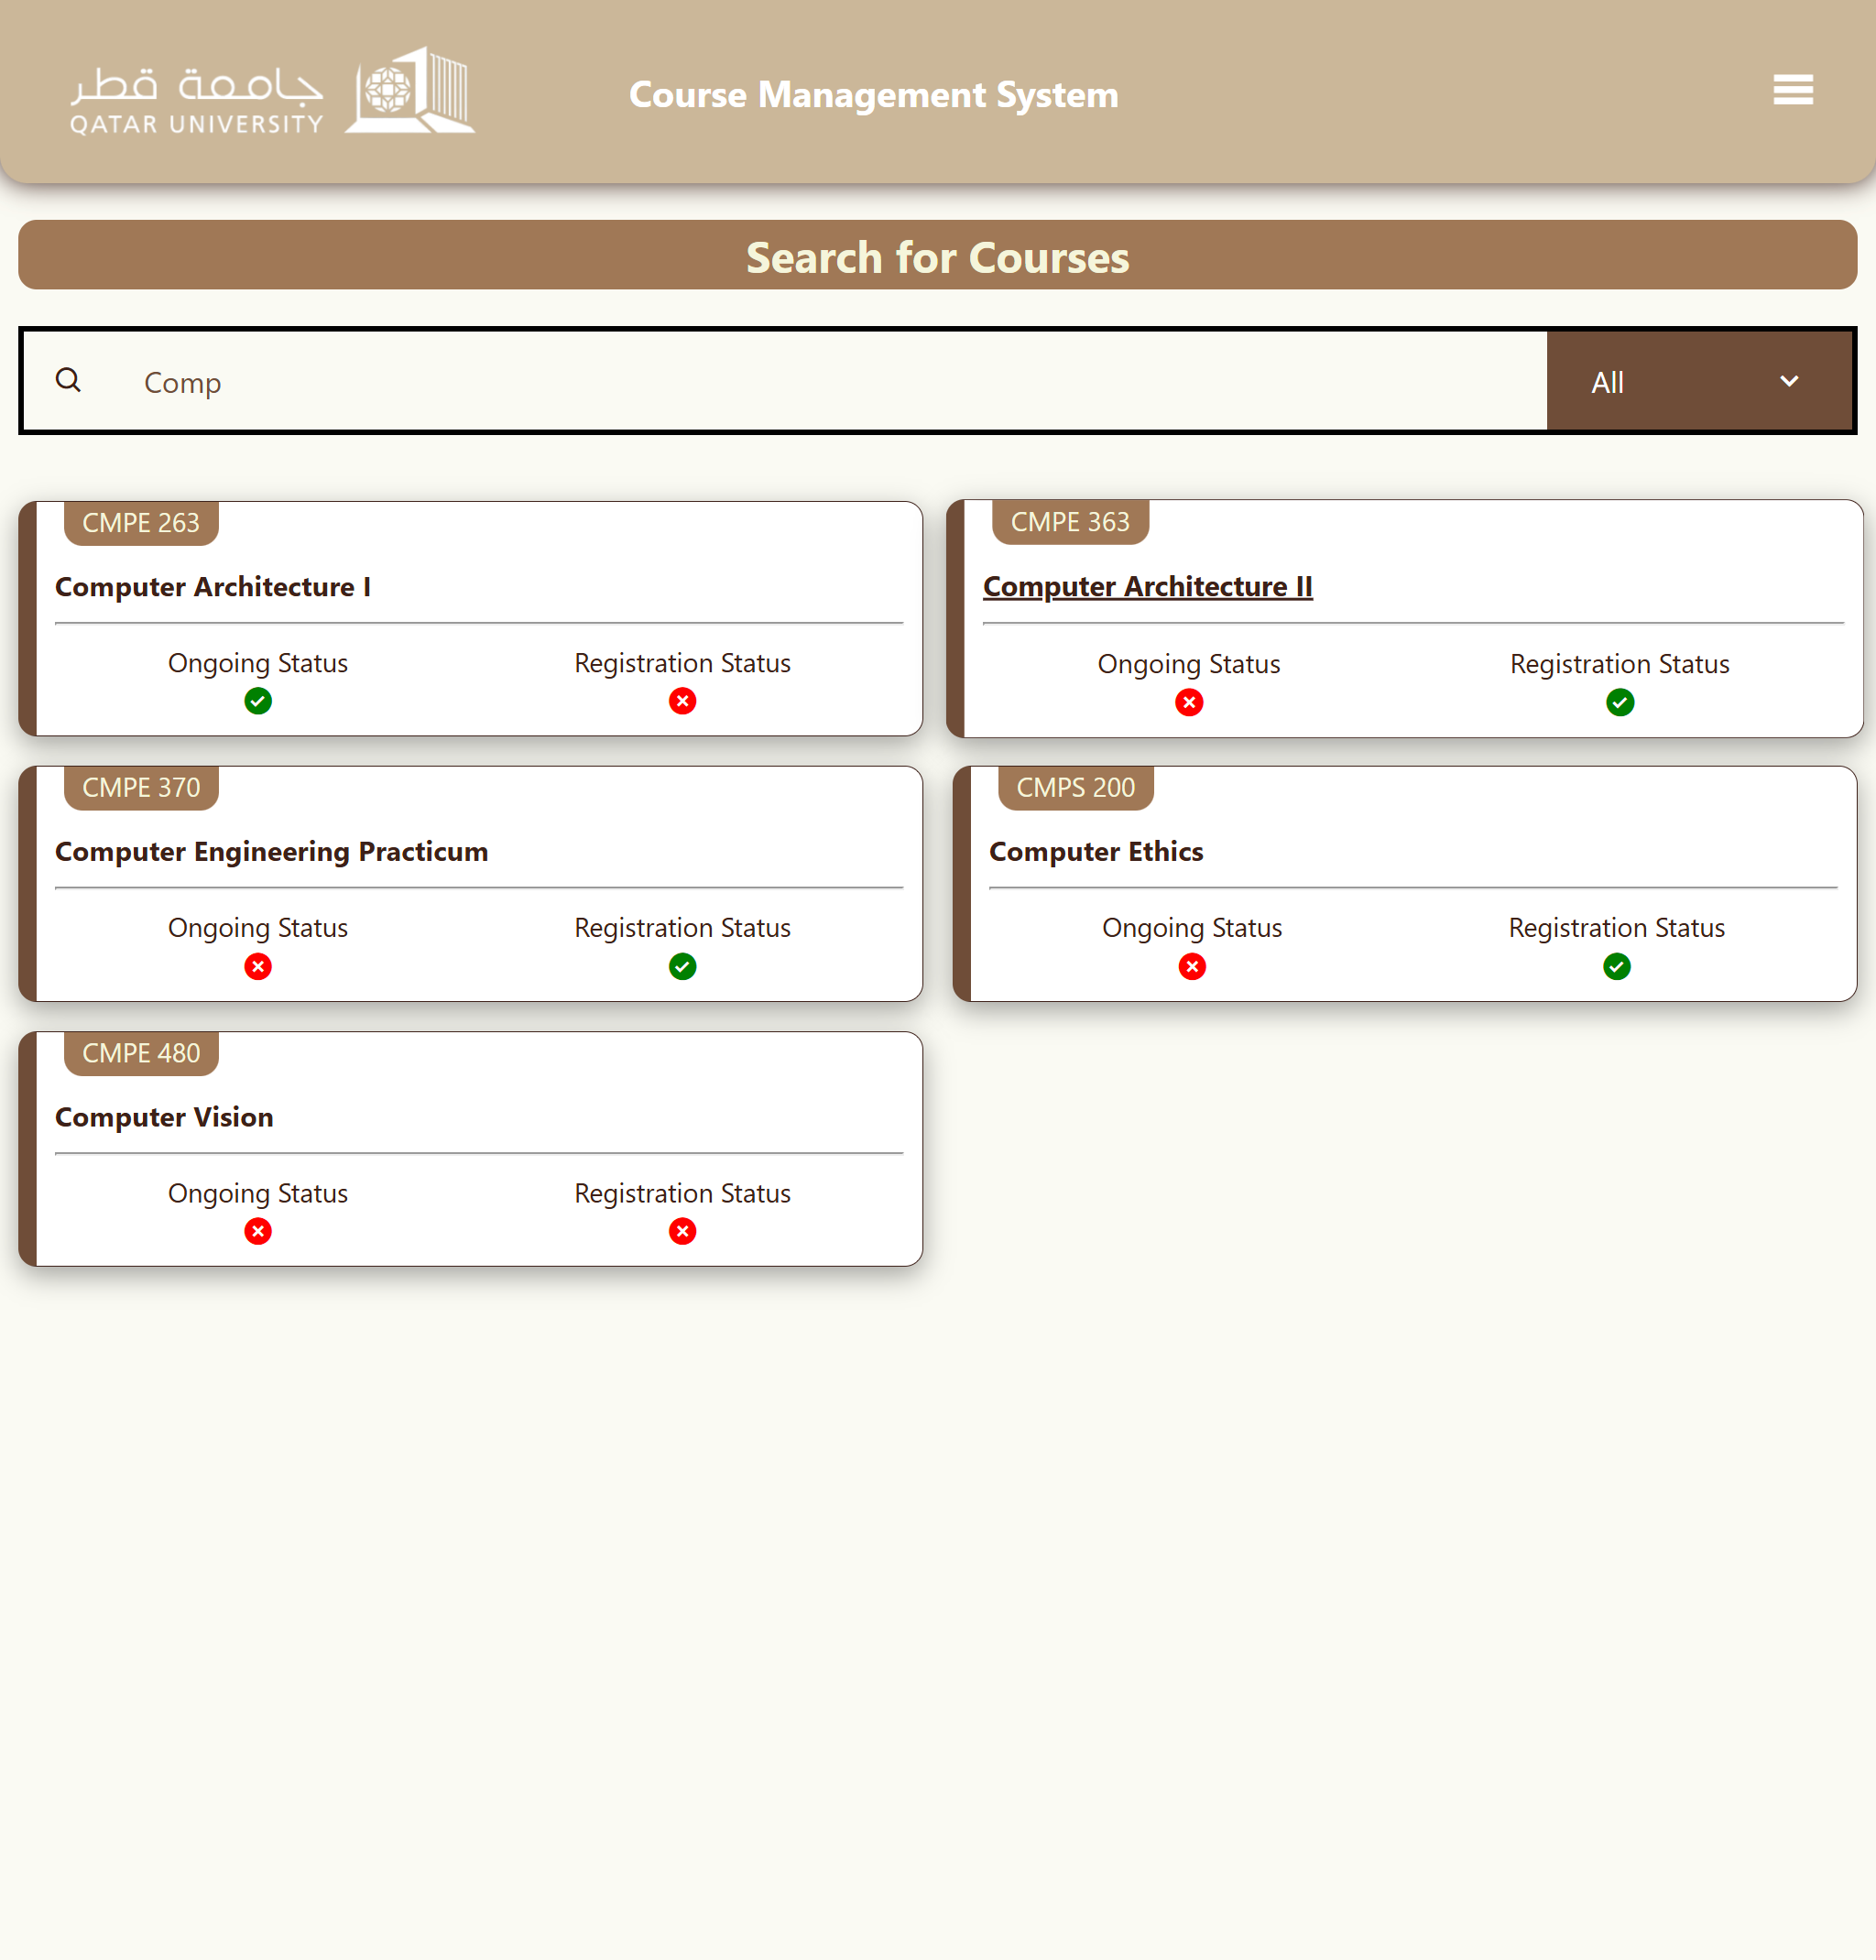 جامعة قطر
QATAR UNIVERSITY
Course Management System
Search for Courses
Comp
All
CMPE 263
Computer Architecture I
Ongoing Status
Registration Status
CMPE 363
Computer Architecture II
Ongoing Status
Registration Status
CMPE 370
Computer Engineering Practicum
Ongoing Status
Registration Status
CMPS 200
Computer Ethics
Ongoing Status
Registration Status
CMPE 480
Computer Vision
Ongoing Status
Registration Status